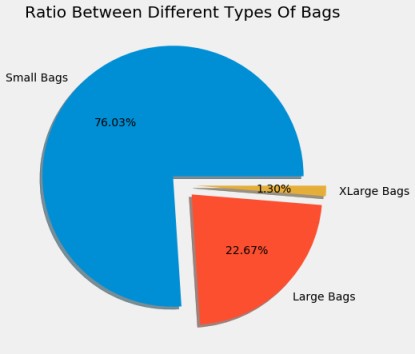 Ratio Between Different Types Of Bags
Small Bags
76.03%
1.30%
XLarge Bags
22.67%
Large Bags